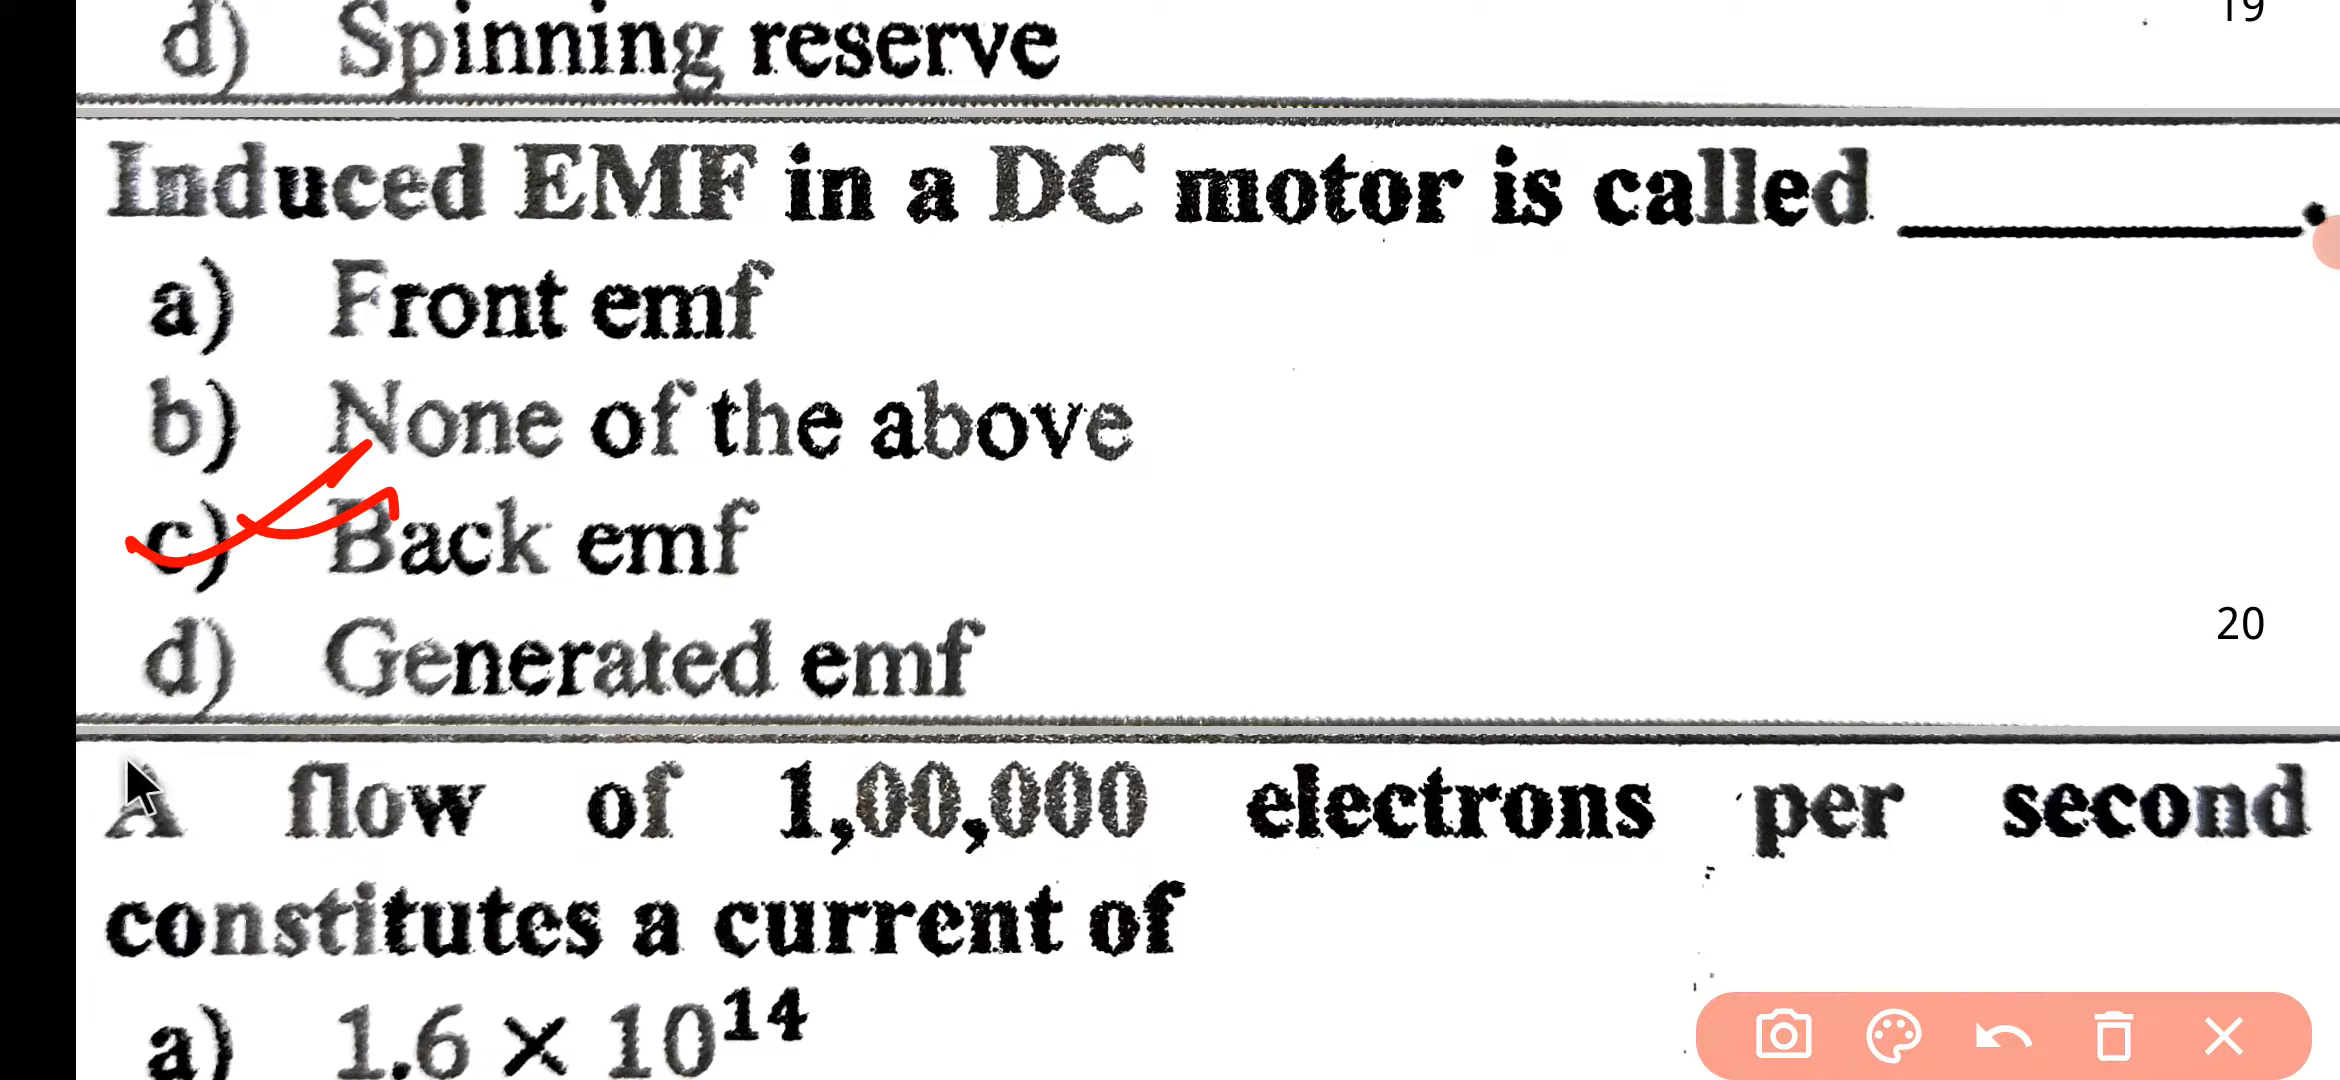 19
d) Spinning reserve
Induced EMF in a DC motor is called ________.
a) Front emf
b) None of the above
c) Back emf
d) Generated emf
20
A flow of 1,00,000 electrons per second
constitutes a current of
a) 1.6 × 10¹⁴